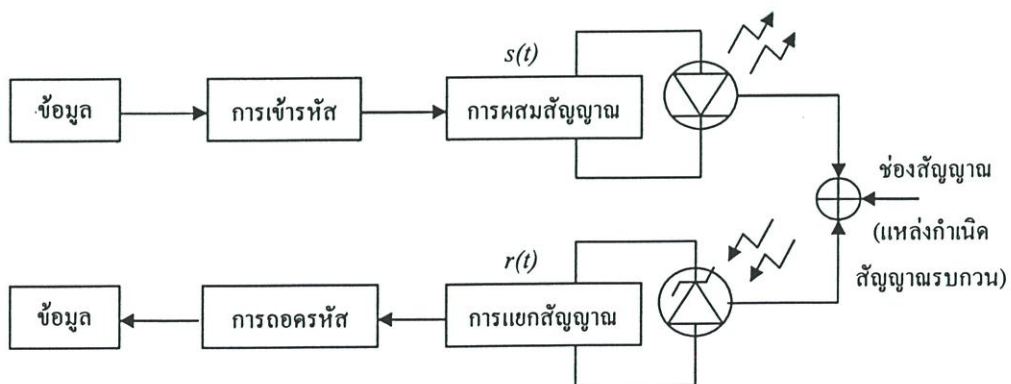 s(t)
ข้อมูล
การเข้ารหัส
การผสมสัญญาณ
ช่องสัญญาณ
(แหล่งกำเนิด
สัญญาณรบกวน)
r(t)
ข้อมูล
การถอดรหัส
การแยกสัญญาณ